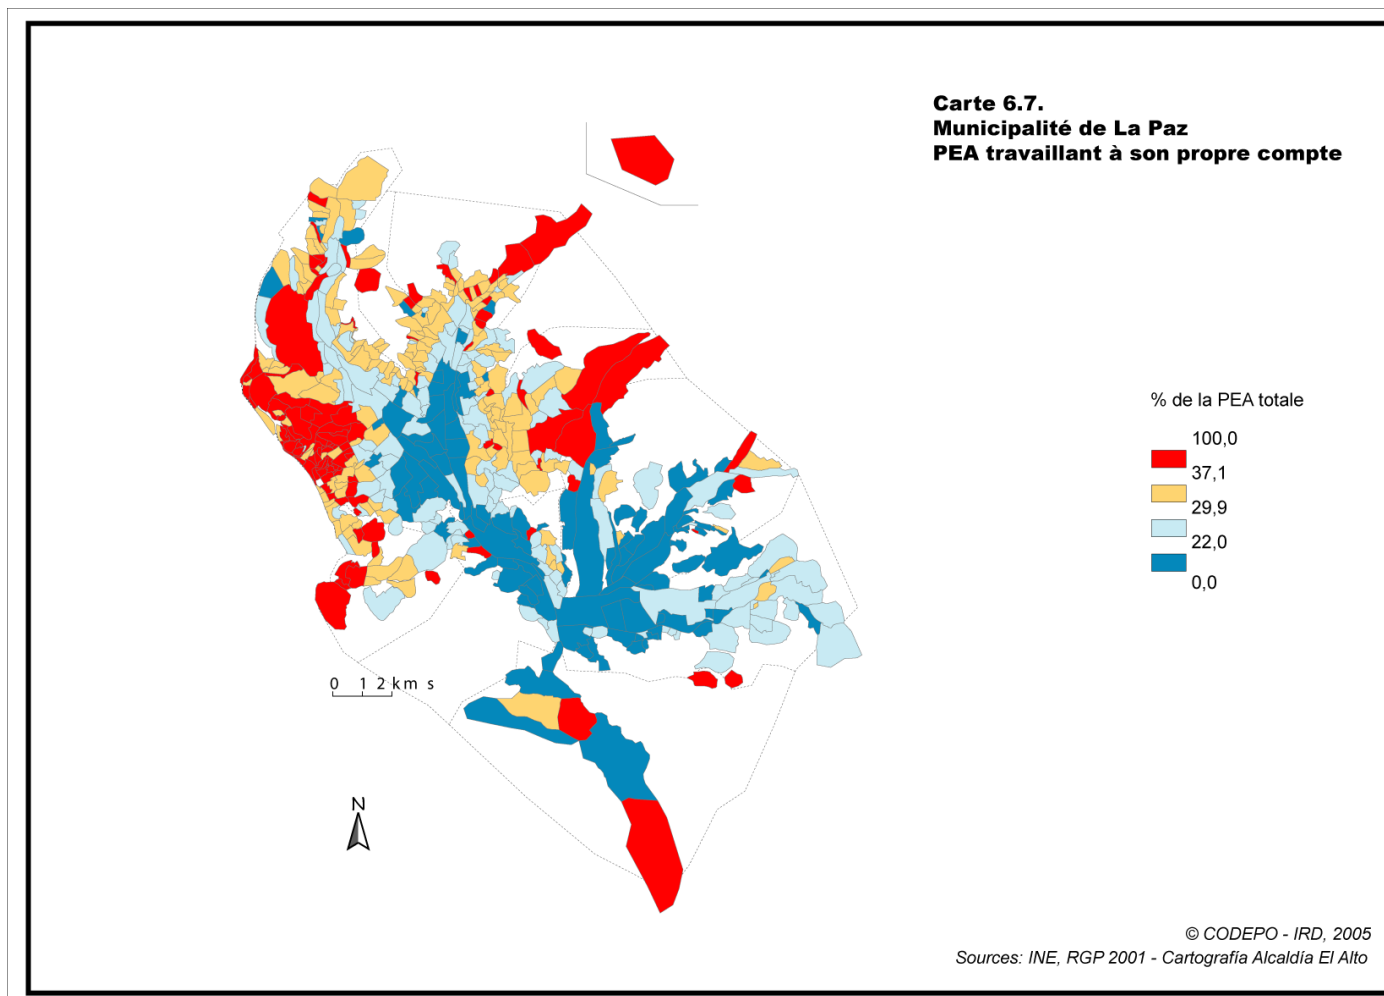 Carte 6.7.
Municipalité de La Paz
PEA travaillant à son propre compte
% de la PEA totale
100,0
37,1
29,9
22,0
0,0
0 1 2 km s
N
© CODEPO - IRD, 2005
Sources: INE, RGP 2001 - Cartografía Alcaldía El Alto